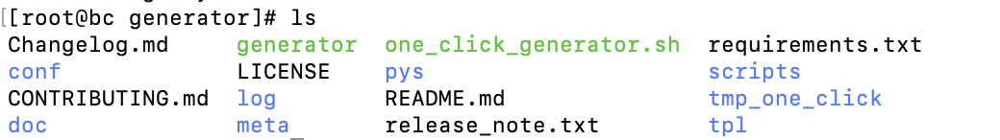 [[root@bc generator]# ls
Changelog.md generator one_click_generator.sh requirements.txt
conf LICENSE pys scripts
CONTRIBUTING.md log README.md tmp_one_click
doc meta_ release_note.txt tpl